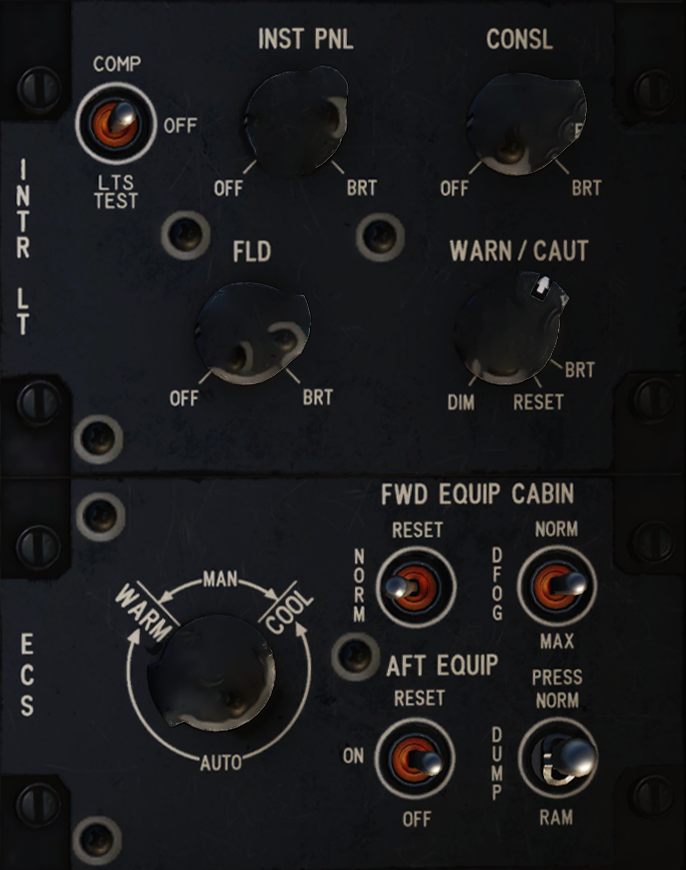 INST PNL
CONSL
COMP
OFF
LTS
TEST
OFF
BRT
OFF
BRT
INTR LT
FLD
WARN / CAUT
OFF
BRT
BRT
DIM
RESET
FWD EQUIP CABIN
RESET
NORM
NORM
DFOG
MAN
WARM
COOL
MAX
ECS
AFT EQUIP
PRESS
NORM
RESET
ON
DUMP
AUTO
OFF
RAM